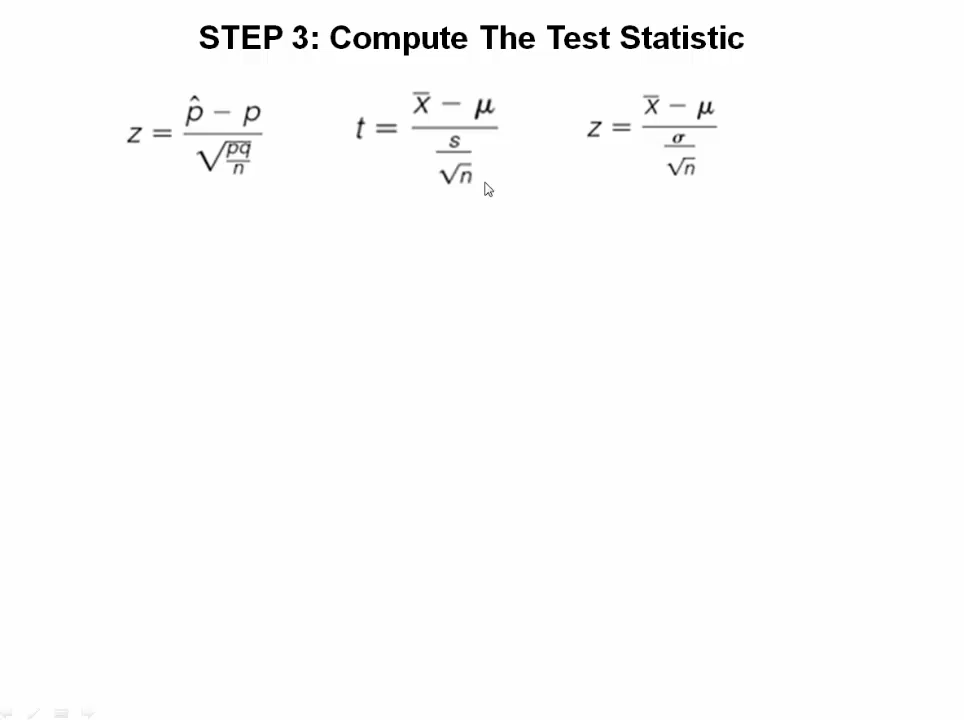 STEP 3: Compute The Test Statistic
z = (p̂ − p) / √(pq/n)
t = (x̄ − μ) / (s/√n)
z = (x̄ − μ) / (σ/√n)